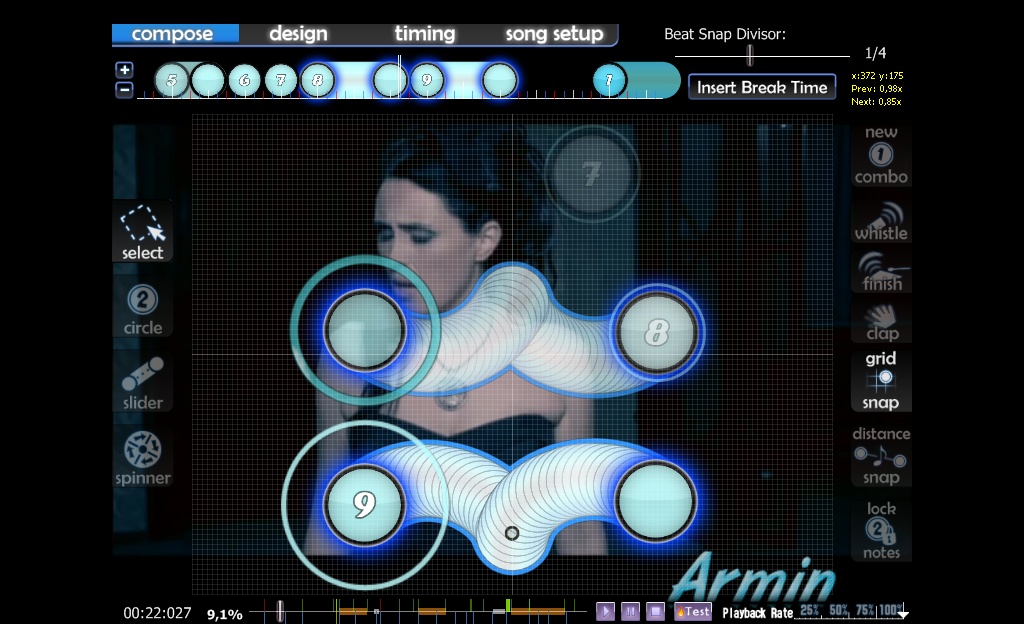 compose design timing song setup
Beat Snap Divisor:
1/4
+
-
5 6 7 8 9 1
Insert Break Time
x:372 y:175
Prev: 0,98x
Next: 0,85x
7
new
1
combo
select
whistle
2
circle
finish
8
clap
slider
grid
snap
9
distance
snap
spinner
lock
2
notes
Armin
00:22:027 9,1% Test Playback Rate 25% 50% 75% 100%